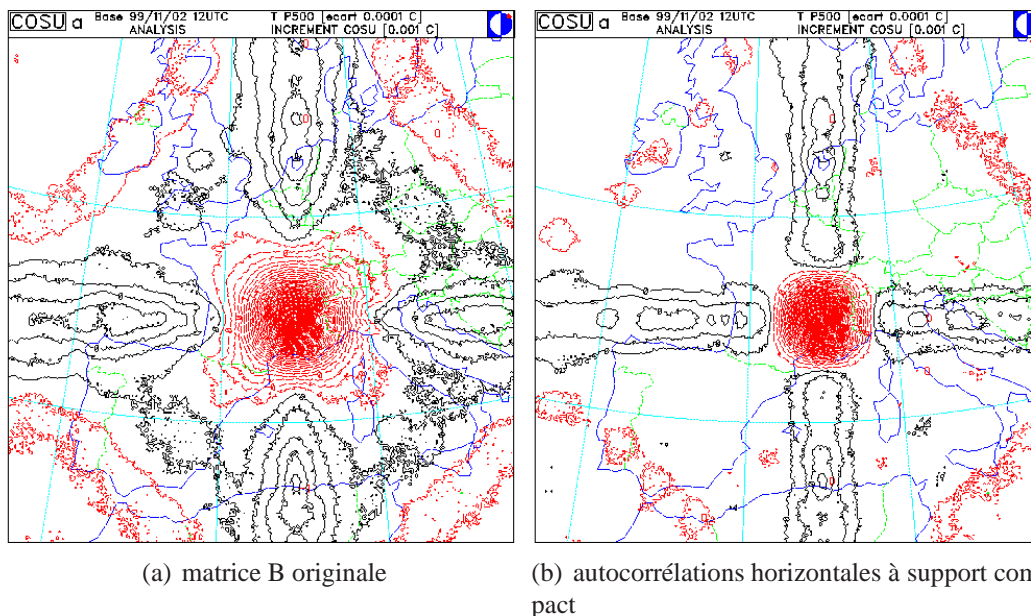 COSU a Base 99/11/02 12UTC T P500 [ecart 0.0001 C]
ANALYSIS INCREMENT COSU [0.001 C]
COSU a Base 99/11/02 12UTC T P500 [ecart 0.0001 C]
ANALYSIS INCREMENT COSU [0.001 C]
(a) matrice B originale
(b) autocorrélations horizontales à support com
pact